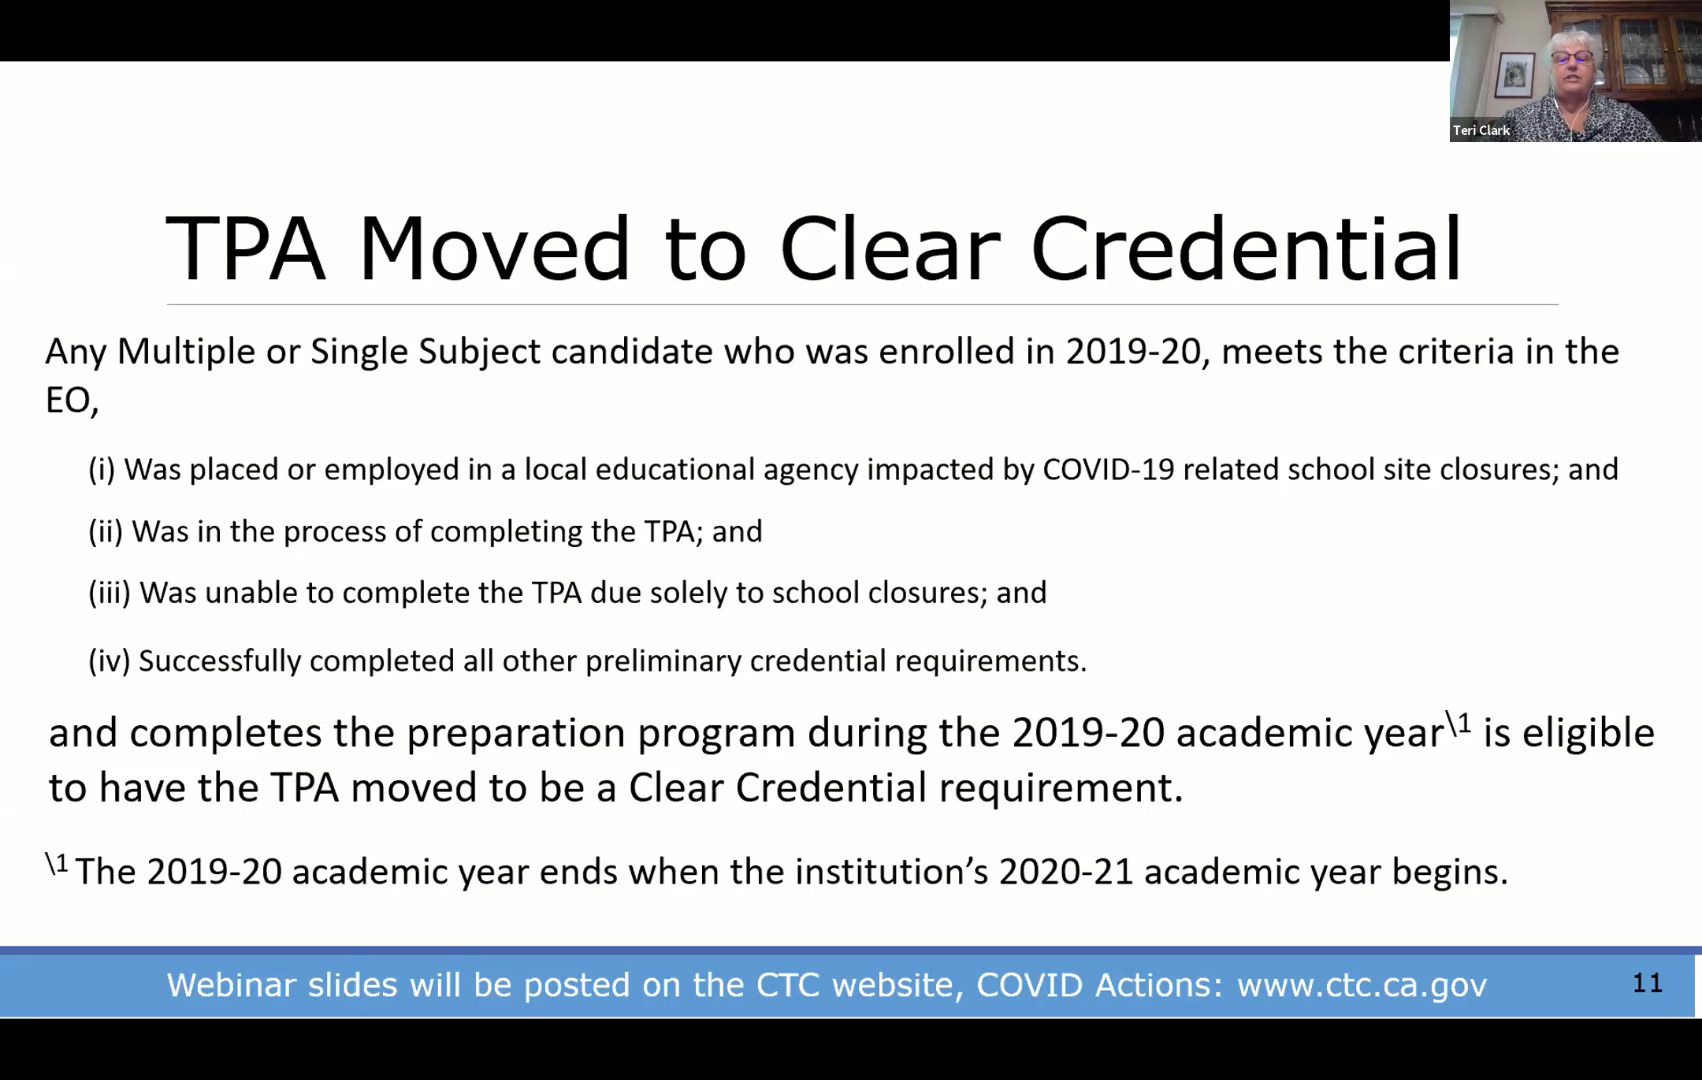 Teri Clark
TPA Moved to Clear Credential
Any Multiple or Single Subject candidate who was enrolled in 2019-20, meets the criteria in the
EO,
(i) Was placed or employed in a local educational agency impacted by COVID-19 related school site closures; and
(ii) Was in the process of completing the TPA; and
(iii) Was unable to complete the TPA due solely to school closures; and
(iv) Successfully completed all other preliminary credential requirements.
and completes the preparation program during the 2019-20 academic year\1 is eligible
to have the TPA moved to be a Clear Credential requirement.
\1 The 2019-20 academic year ends when the institution’s 2020-21 academic year begins.
Webinar slides will be posted on the CTC website, COVID Actions: www.ctc.ca.gov
11